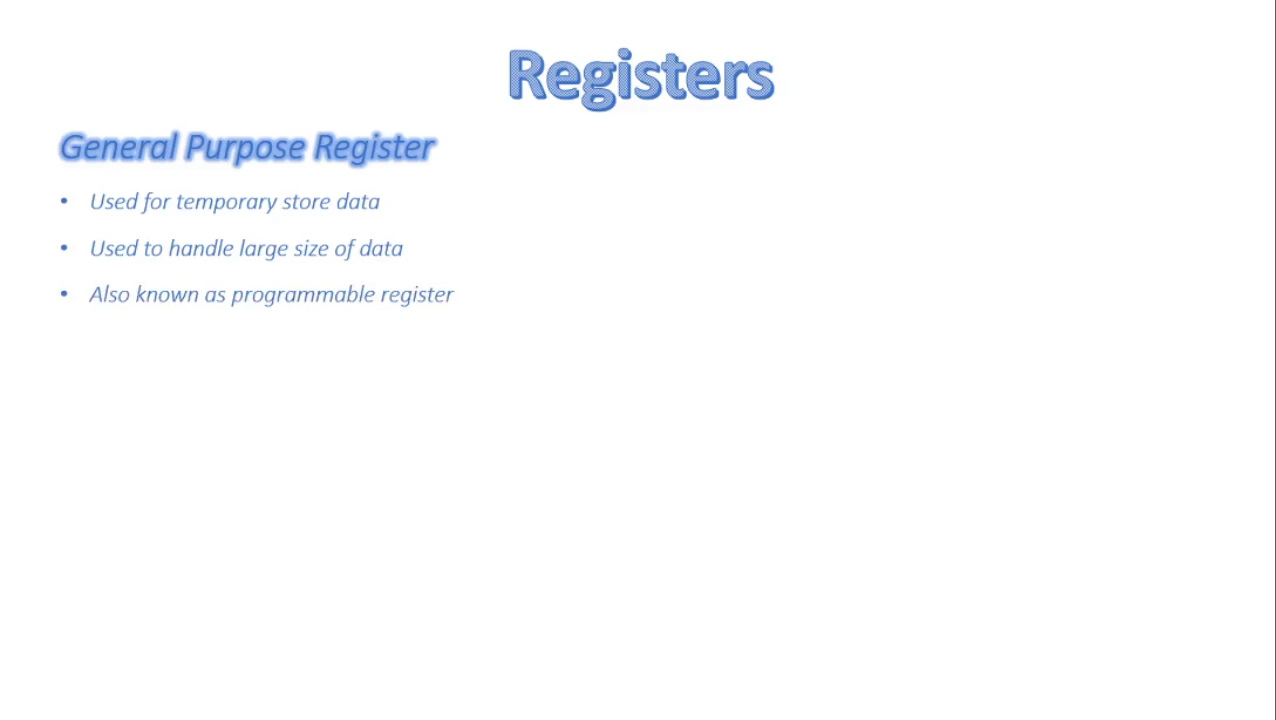 Registers
General Purpose Register
• Used for temporary store data
• Used to handle large size of data
• Also known as programmable register